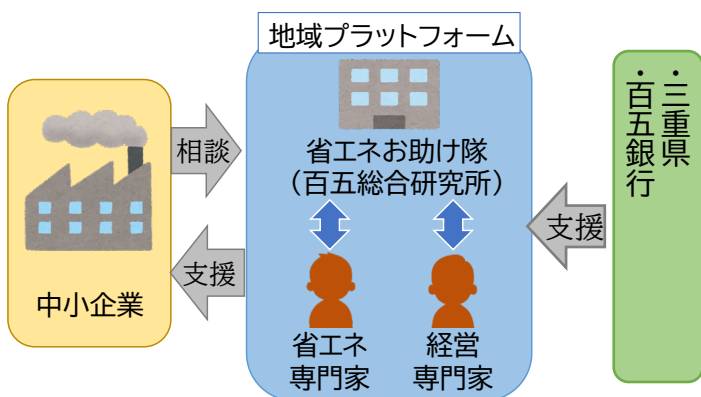 地域プラットフォーム
省エネお助け隊
（百五総合研究所）
相談
支援
中小企業
省エネ
専門家
経営
専門家
支援
・三重県
・百五銀行